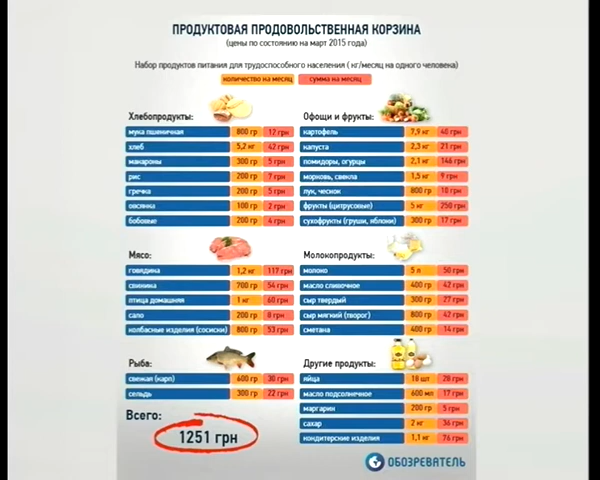 ПРОДУКТОВАЯ ПРОДОВОЛЬСТВЕННАЯ КОРЗИНА
(цены по состоянию на март 2015 года)
Набор продуктов питания для трудоспособного населения ( кг/месяц на одного человека)
количество на месяц сумма на месяц
Хлебопродукты:
мука пшеничная 800 гр 12 грн
хлеб 5,2 кг 42 грн
макароны 300 гр 5 грн
рис 200 гр 7 грн
гречка 200 гр 5 грн
овсянка 100 гр 2 грн
бобовые 200 гр 4 грн
Офощи и фрукты:
картофель 7,9 кг 40 грн
капуста 2,3 кг 21 грн
помидоры, огурцы 2,1 кг 146 грн
морковь, свекла 1,5 кг 9 грн
лук, чеснок 800 гр 10 грн
фрукты (цитрусовые) 5 кг 250 грн
сухофрукты (груши, яблоки) 300 гр 17 грн
Мясо:
говядина 1,2 кг 117 грн
свинина 700 гр 54 грн
птица домашняя 1 кг 60 грн
сало 200 гр 8 грн
колбасные изделия (сосиски) 800 гр 53 грн
Молокопродукты:
молоко 5 л 50 грн
масло сливочное 400 гр 42 грн
сыр твердый 300 гр 27 грн
сыр мягкий (творог) 800 гр 42 грн
сметана 400 гр 14 грн
Рыба:
свежая (карп) 600 гр 30 грн
сельдь 300 гр 22 грн
Другие продукты:
яйца 18 шт 28 грн
масло подсолнечное 600 мл 17 грн
маргарин 200 гр 5 грн
сахар 2 кг 36 грн
кондитерские изделия 1,1 кг 76 грн
Всего:
1251 грн
ОБОЗРЕВАТЕЛЬ